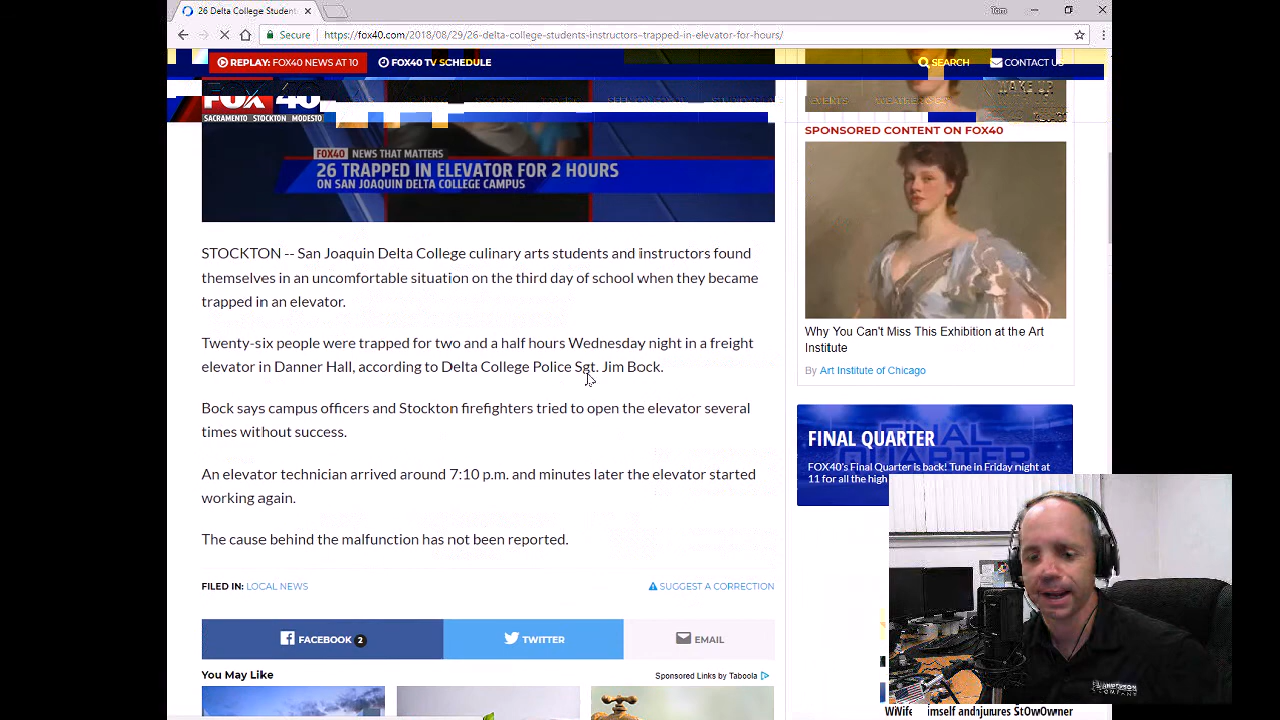 26 Delta College Student
Tom
Secure https://fox40.com/2018/08/29/26-delta-college-students-instructors-trapped-in-elevator-for-hours/
REPLAY: FOX40 NEWS AT 10 FOX40 TV SCHEDULE SEARCH CONTACT US
FOX 40
SACRAMENTO STOCKTON MODESTO
EVENTS
FOX40 NEWS THAT MATTERS
26 TRAPPED IN ELEVATOR FOR 2 HOURS
ON SAN JOAQUIN DELTA COLLEGE CAMPUS
STOCKTON -- San Joaquin Delta College culinary arts students and instructors found
themselves in an uncomfortable situation on the third day of school when they became
trapped in an elevator.
Twenty-six people were trapped for two and a half hours Wednesday night in a freight
elevator in Danner Hall, according to Delta College Police Sgt. Jim Bock.
Bock says campus officers and Stockton firefighters tried to open the elevator several
times without success.
An elevator technician arrived around 7:10 p.m. and minutes later the elevator started
working again.
The cause behind the malfunction has not been reported.
FILED IN: LOCAL NEWS
SUGGEST A CORRECTION
FACEBOOK 2
TWITTER
EMAIL
You May Like
Sponsored Links by Taboola
SPONSORED CONTENT ON FOX40
Why You Can't Miss This Exhibition at the Art
Institute
By Art Institute of Chicago
FINAL QUARTER
FOX40's Final Quarter is back! Tune in Friday night at
11 for all the high
ANDERSON
COMPANY